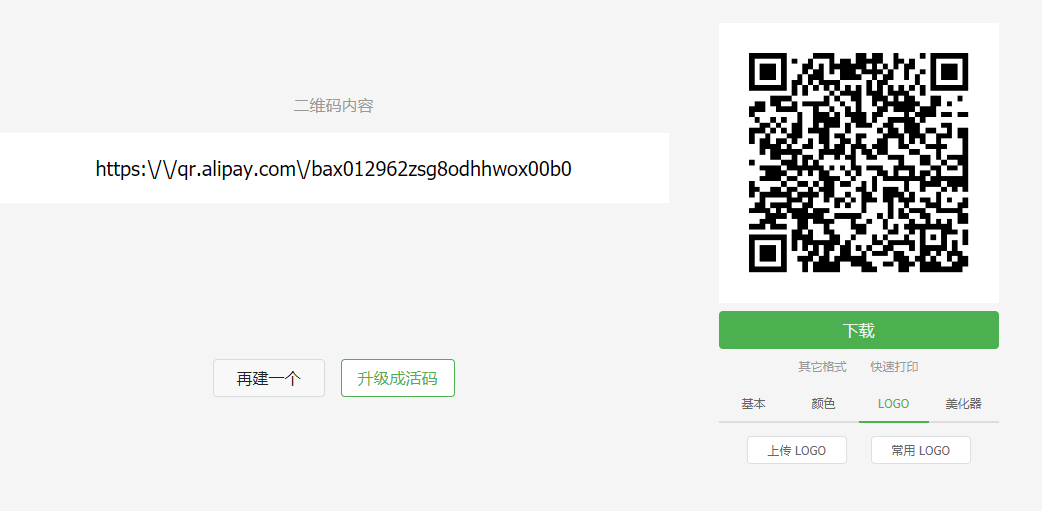 二维码内容
https:\/\/qr.alipay.com\/bax012962zsg8odhhwox00b0
再建一个
升级成活码
下载
其它格式 快速打印
基本 颜色 LOGO 美化器
上传 LOGO 常用 LOGO